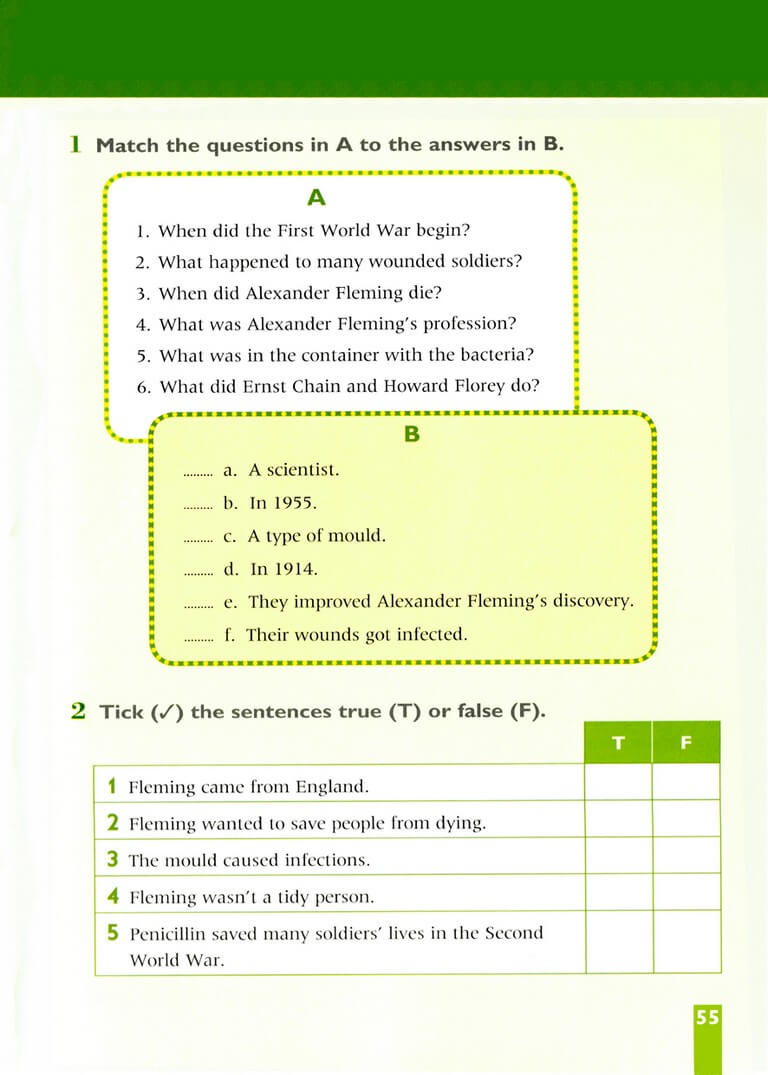 1 Match the questions in A to the answers in B.
A
1. When did the First World War begin?
2. What happened to many wounded soldiers?
3. When did Alexander Fleming die?
4. What was Alexander Fleming's profession?
5. What was in the container with the bacteria?
6. What did Ernst Chain and Howard Florey do?
B
......... a. A scientist.
......... b. In 1955.
......... c. A type of mould.
......... d. In 1914.
......... e. They improved Alexander Fleming's discovery.
......... f. Their wounds got infected.
2 Tick (✓) the sentences true (T) or false (F).
T F
1 Fleming came from England.
2 Fleming wanted to save people from dying.
3 The mould caused infections.
4 Fleming wasn't a tidy person.
5 Penicillin saved many soldiers' lives in the Second
World War.
55